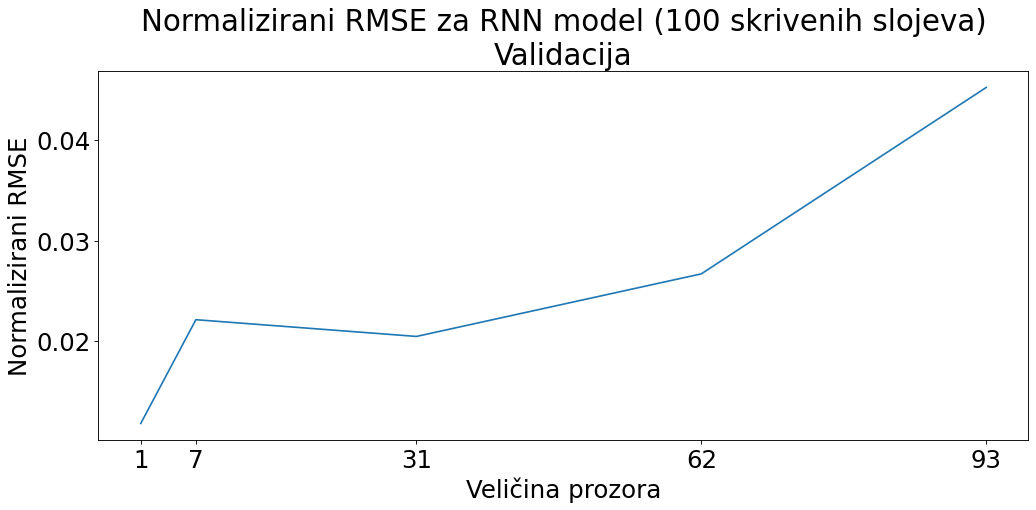 Normalizirani RMSE za RNN model (100 skrivenih slojeva)
Validacija
Normalizirani RMSE
0.04
0.03
0.02
1 7 31 62 93
Veličina prozora